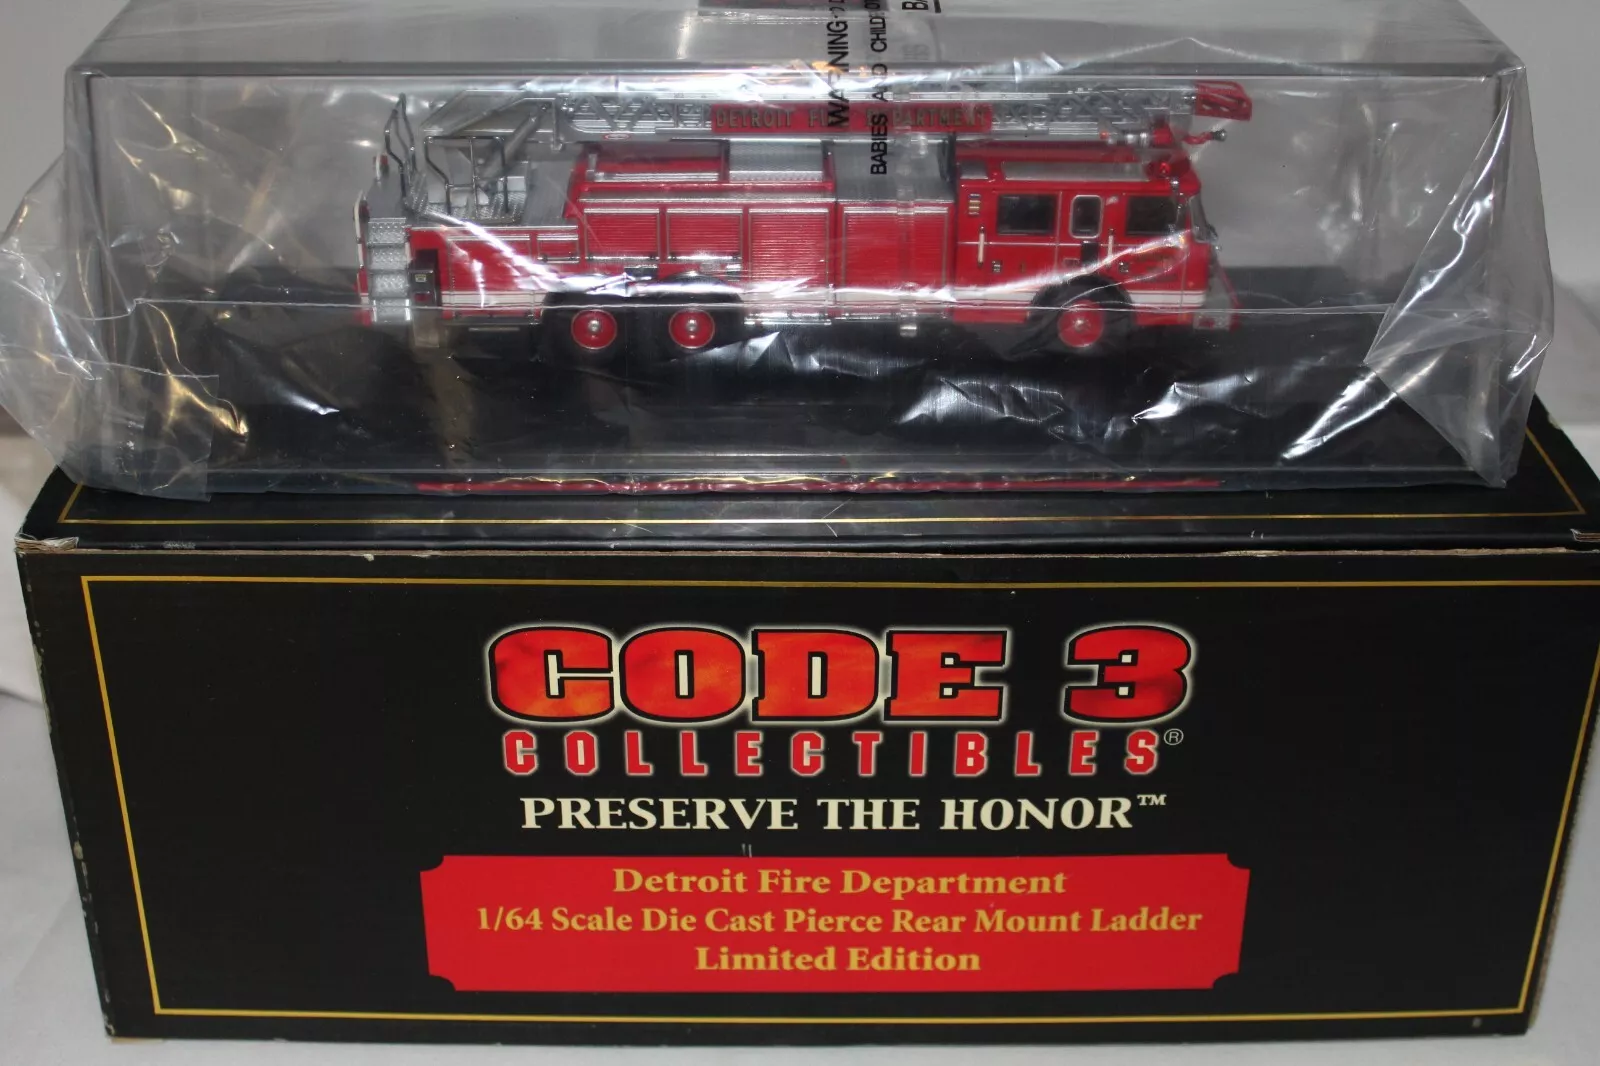 WARNING
BABIES AND CHILD
DETROIT FIRE DEPARTMENT
CODE 3
COLLECTIBLES®
PRESERVE THE HONOR™
Detroit Fire Department
1/64 Scale Die Cast Pierce Rear Mount Ladder
Limited Edition